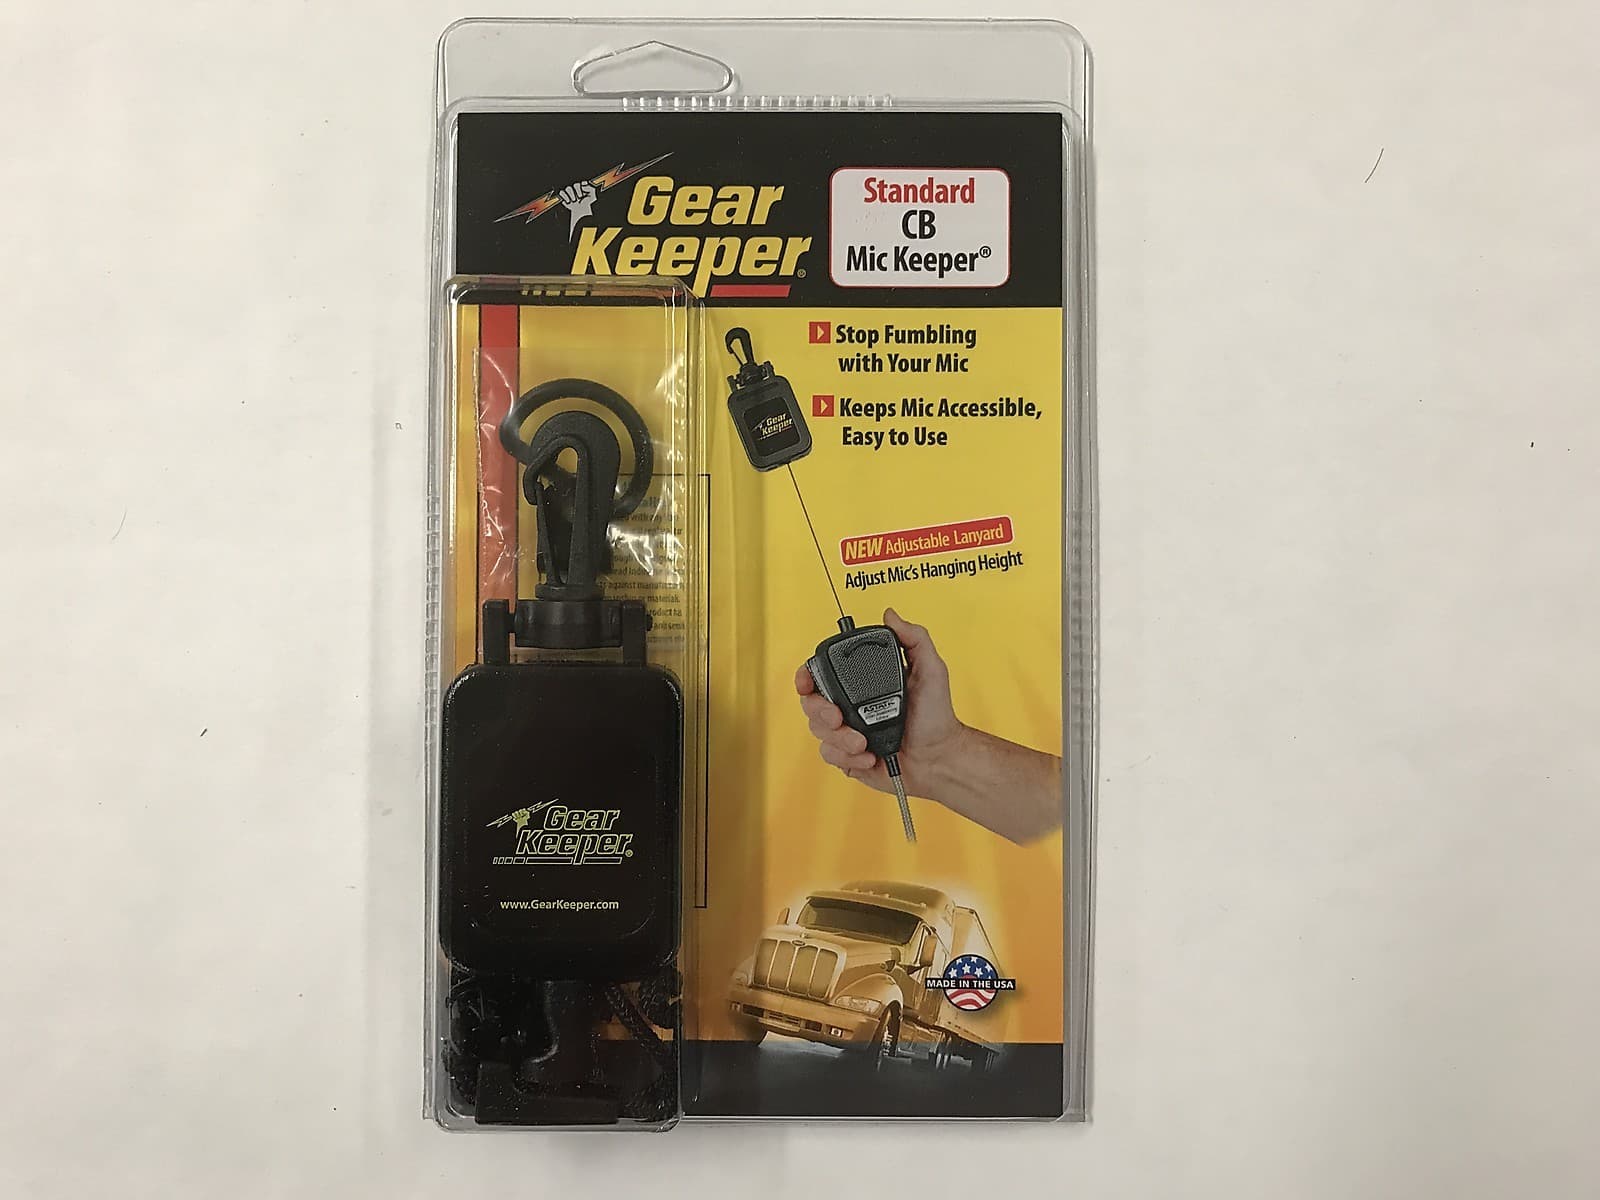 Gear
Keeper®
Standard
CB
Mic Keeper®
Stop Fumbling
with Your Mic
Keeps Mic Accessible,
Easy to Use
Gear
Keeper
NEW Adjustable Lanyard
Adjust Mic's Hanging Height
ASTATIC
Gear
Keeper®
www.GearKeeper.com
MADE IN THE USA